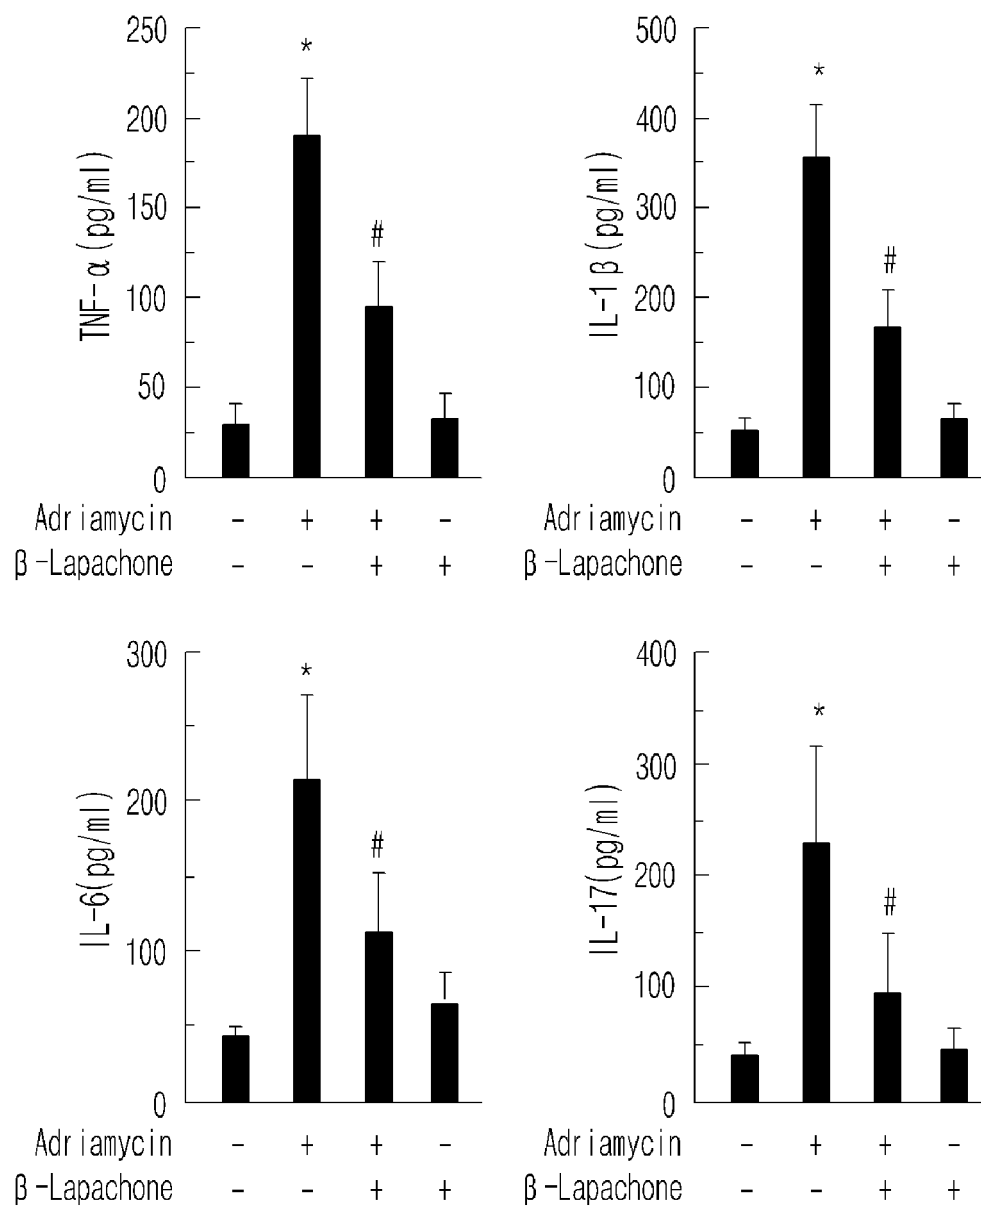 TNF-α (pg/ml)
250
200
150
100
50
0
*
#
Adriamycin - + + -
β-Lapachone - - + +
IL-1β (pg/ml)
500
400
300
200
100
0
*
#
Adriamycin - + + -
β-Lapachone - - + +
IL-6(pg/ml)
300
200
100
0
*
#
Adriamycin - + + -
β-Lapachone - - + +
IL-17(pg/ml)
400
300
200
100
0
*
#
Adriamycin - + + -
β-Lapachone - - + +